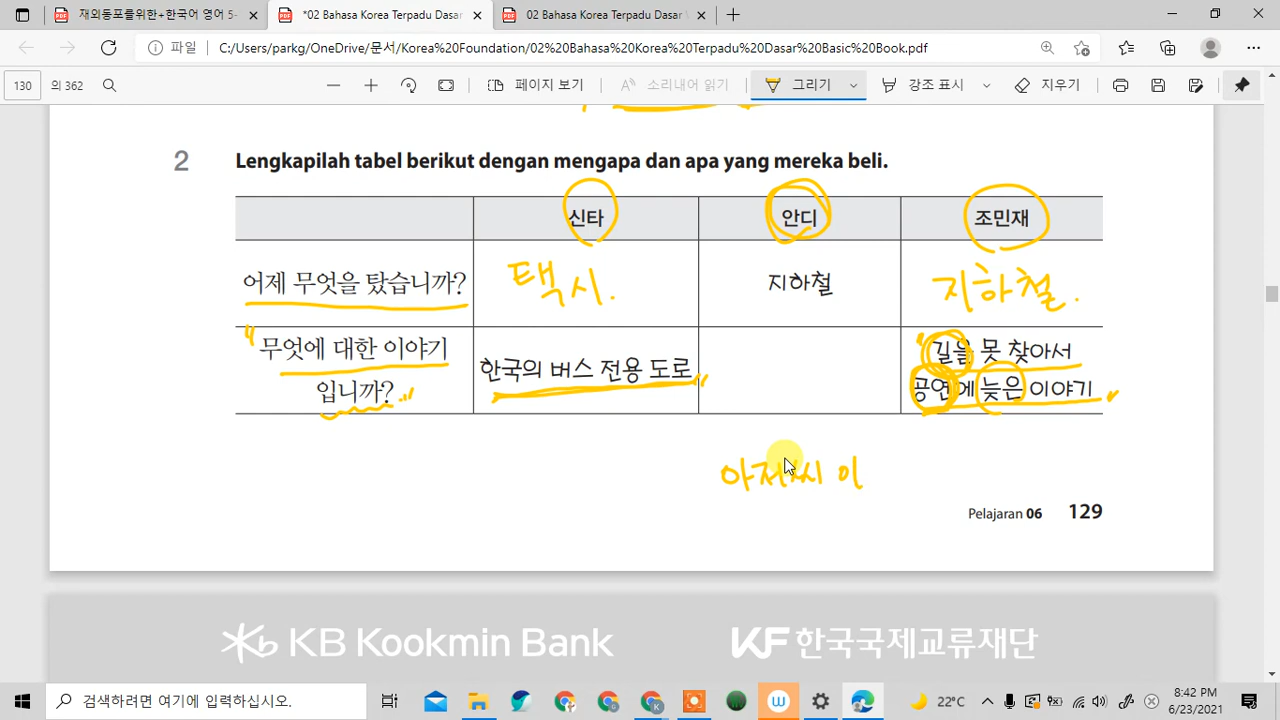 재외동포를위한+한국어 영어 5-
*02 Bahasa Korea Terpadu Dasar
02 Bahasa Korea Terpadu Dasar
파일
C:/Users/parkg/OneDrive/문서/Korea%20Foundation/02%20Bahasa%20Korea%20Terpadu%20Dasar%20Basic%20Book.pdf
130 의 362 페이지 보기 소리내어 읽기 그리기 강조 표시 지우기
2 Lengkapilah tabel berikut dengan mengapa dan apa yang mereka beli.
신타 안디 조민재
어제 무엇을 탔습니까? 택시. 지하철 지하철.
무엇에 대한 이야기 길을 못 찾아서
한국의 버스 전용 도로
입니까? 공연에 늦은 이야기
아저씨 이
Pelajaran 06 129
KB Kookmin Bank KF 한국국제교류재단
검색하려면 여기에 입력하십시오. 22°C 8:42 PM
6/23/2021